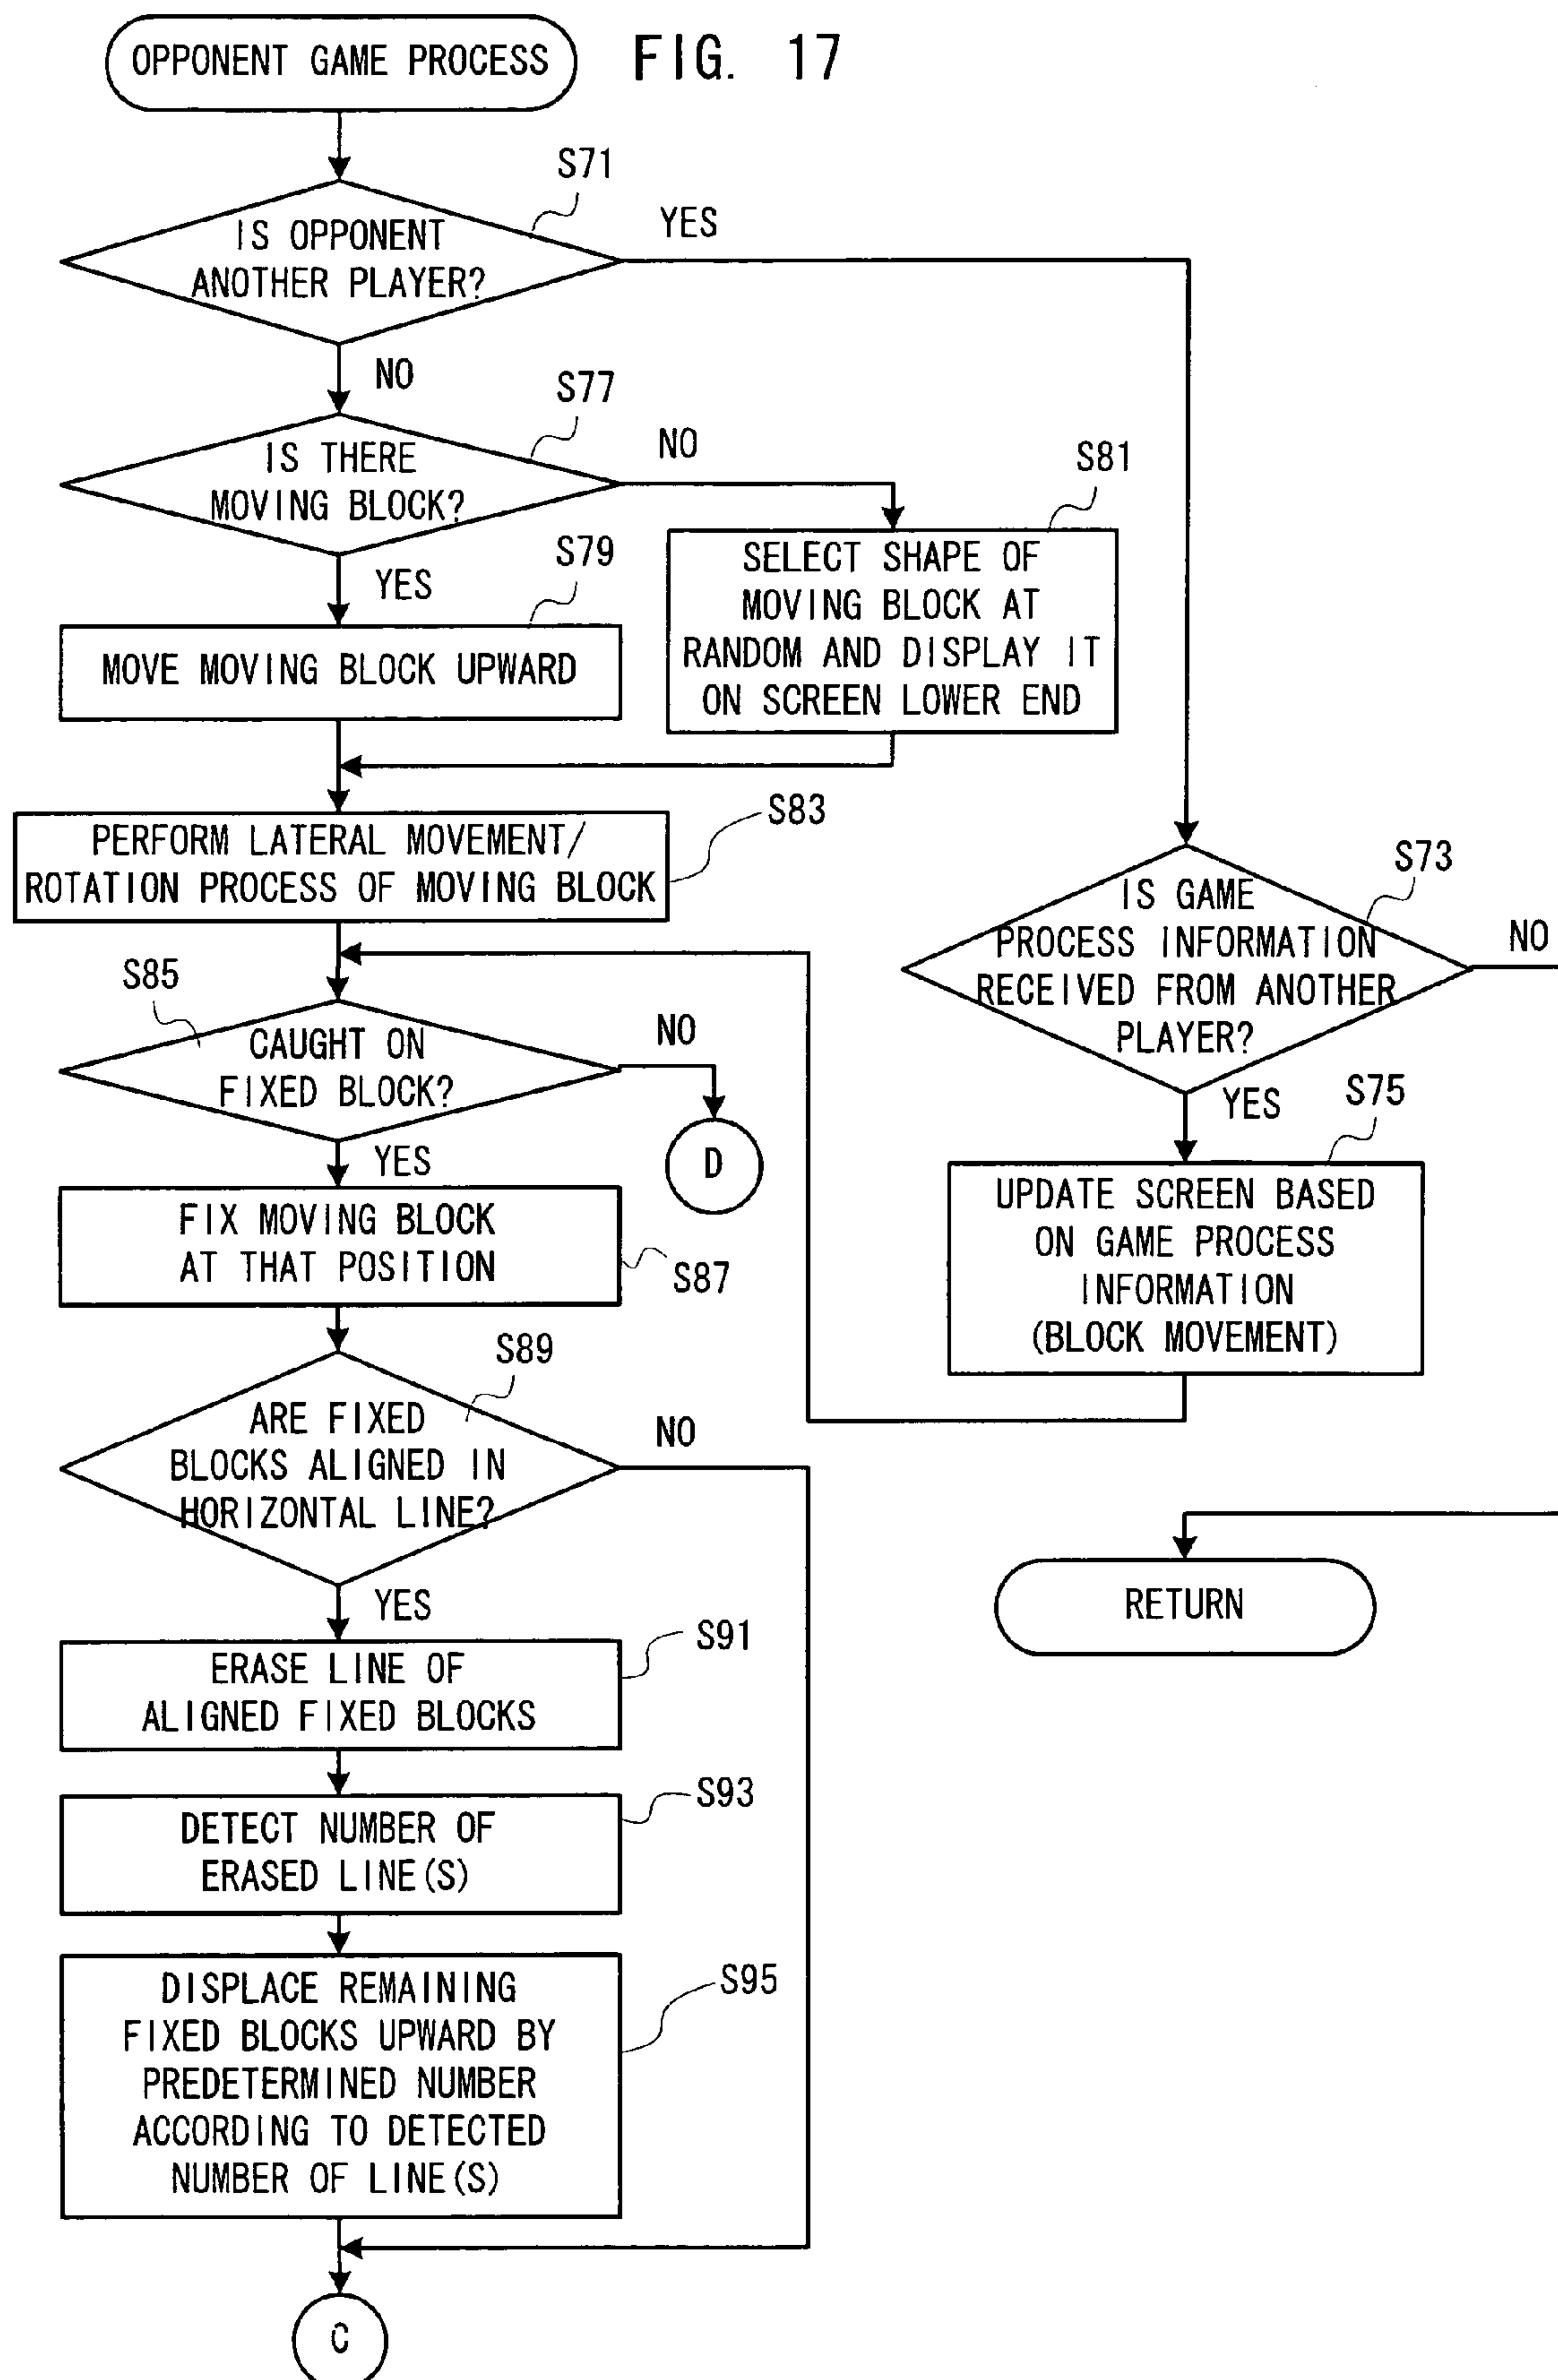 OPPONENT GAME PROCESS
FIG. 17
S71
IS OPPONENT
ANOTHER PLAYER?
YES
NO
S77
IS THERE
MOVING BLOCK?
NO
YES
S81
SELECT SHAPE OF
MOVING BLOCK AT
RANDOM AND DISPLAY IT
ON SCREEN LOWER END
S79
MOVE MOVING BLOCK UPWARD
S83
PERFORM LATERAL MOVEMENT/
ROTATION PROCESS OF MOVING BLOCK
S73
IS GAME
PROCESS INFORMATION
RECEIVED FROM ANOTHER
PLAYER?
NO
YES
S85
CAUGHT ON
FIXED BLOCK?
NO
D
YES
S75
UPDATE SCREEN BASED
ON GAME PROCESS
INFORMATION
(BLOCK MOVEMENT)
FIX MOVING BLOCK
AT THAT POSITION
S87
S89
ARE FIXED
BLOCKS ALIGNED IN
HORIZONTAL LINE?
NO
YES
RETURN
S91
ERASE LINE OF
ALIGNED FIXED BLOCKS
S93
DETECT NUMBER OF
ERASED LINE(S)
S95
DISPLACE REMAINING
FIXED BLOCKS UPWARD BY
PREDETERMINED NUMBER
ACCORDING TO DETECTED
NUMBER OF LINE(S)
C